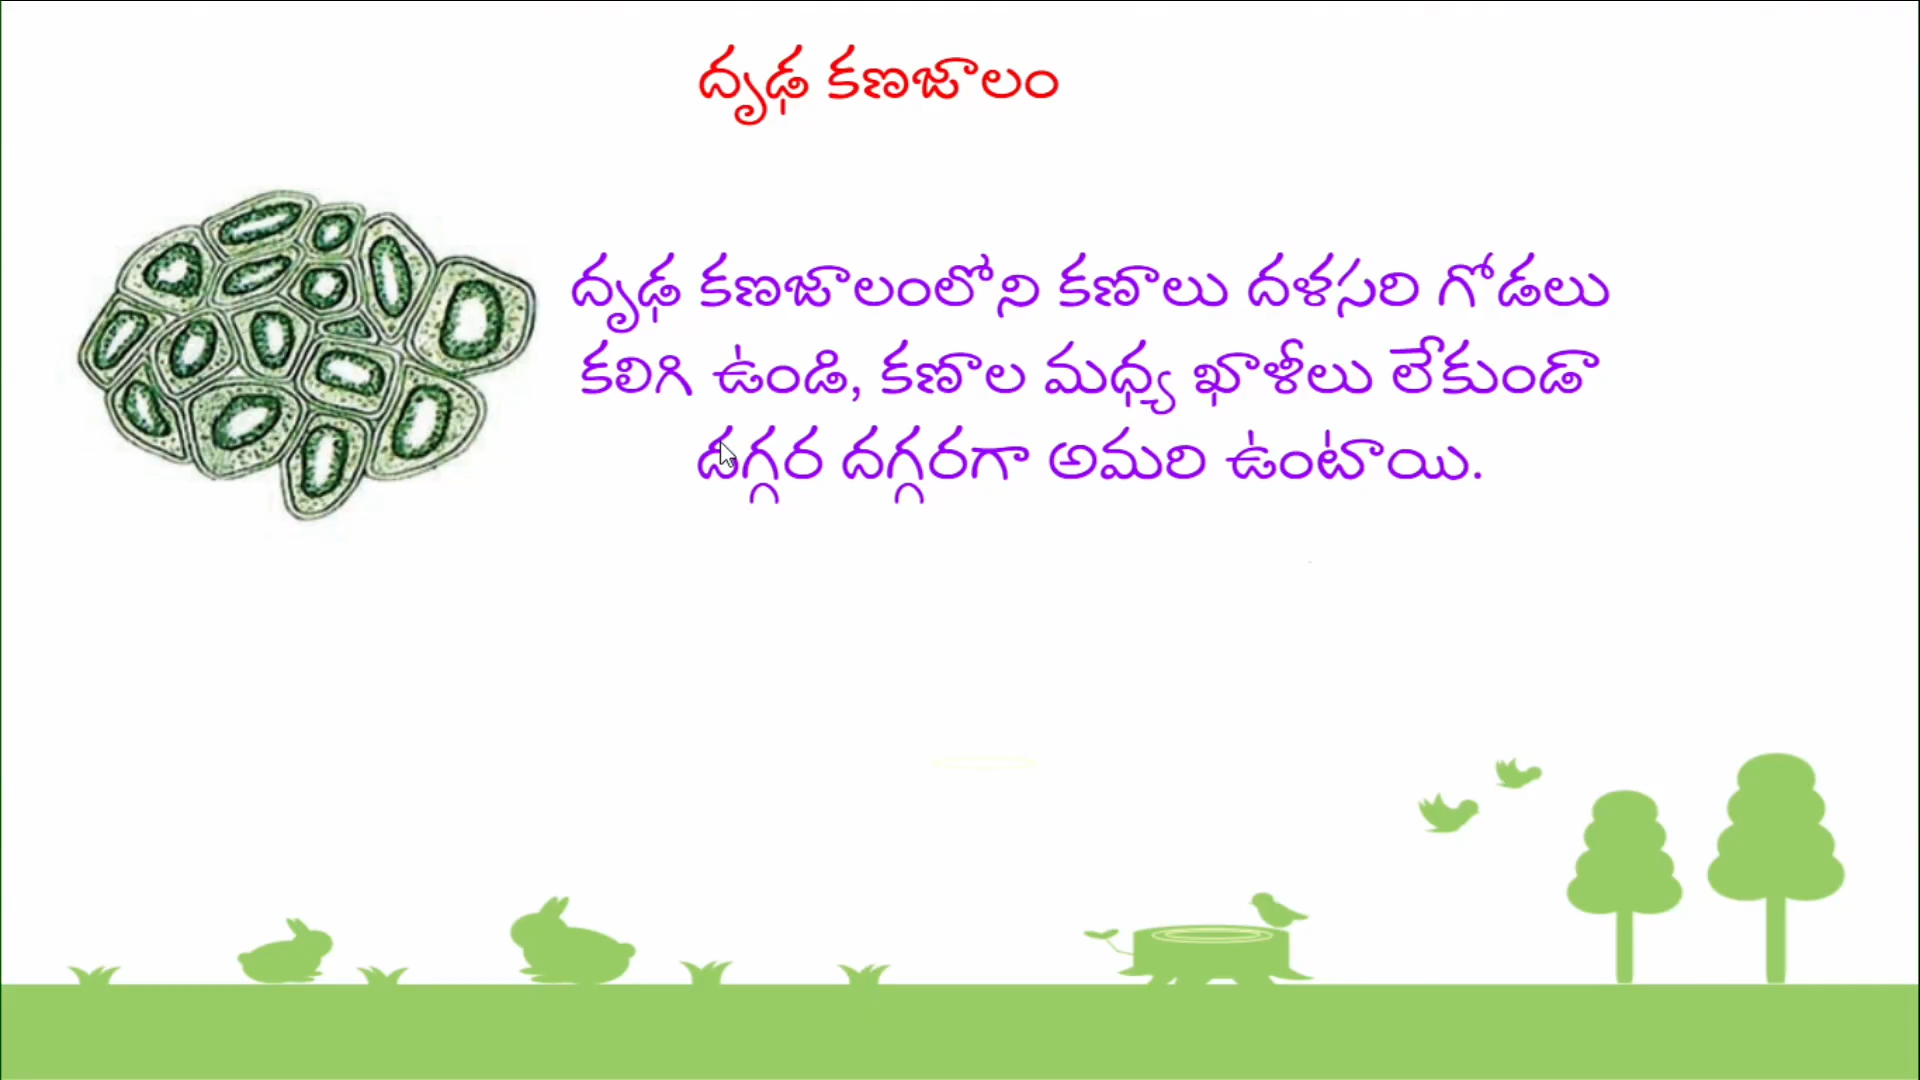 దృఢ కణజాలం
దృఢ కణజాలంలోని కణాలు దళసరి గోడలు
కలిగి ఉండి, కణాల మధ్య ఖాళీలు లేకుండా
దగ్గర దగ్గరగా అమరి ఉంటాయి.